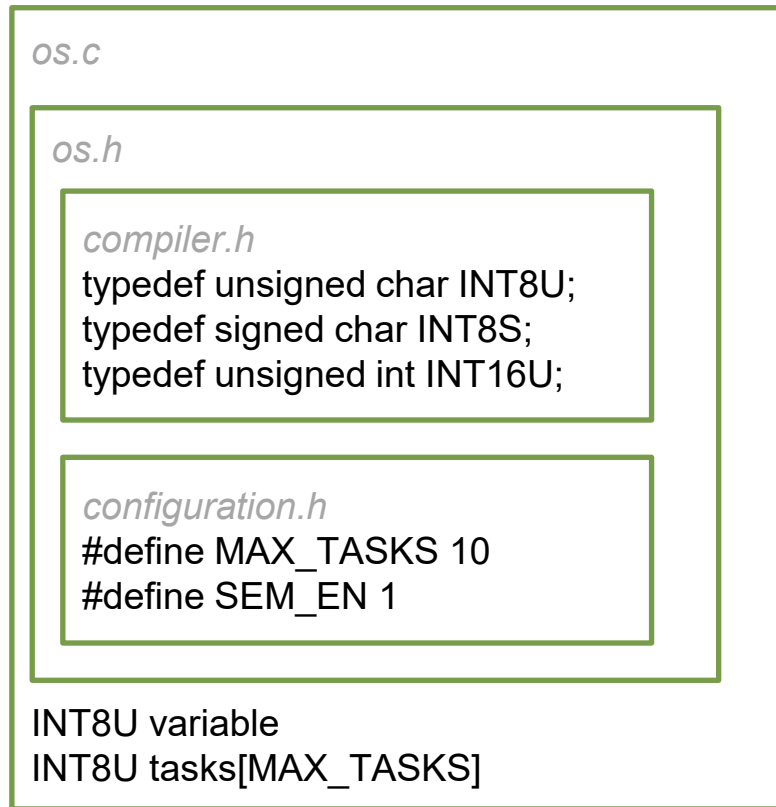 os.c
os.h
compiler.h
typedef unsigned char INT8U;
typedef signed char INT8S;
typedef unsigned int INT16U;
configuration.h
#define MAX_TASKS 10
#define SEM_EN 1
INT8U variable
INT8U tasks[MAX_TASKS]